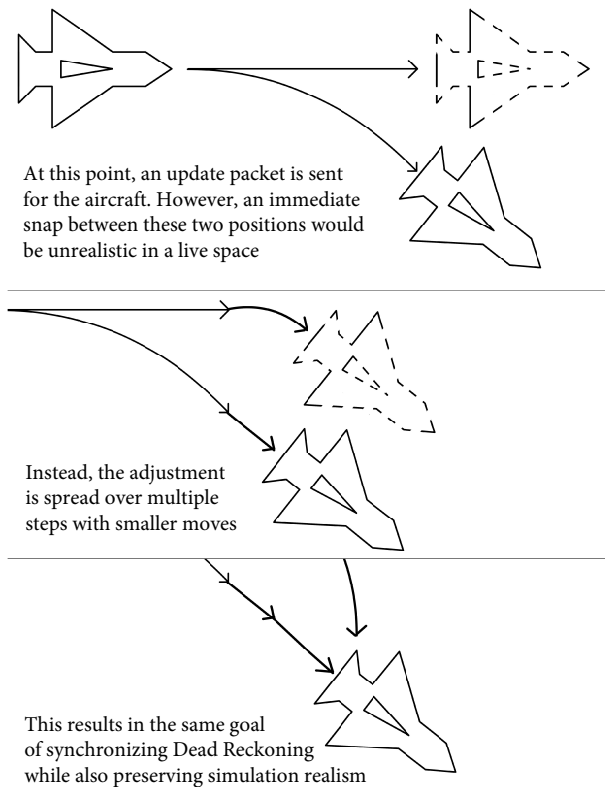 At this point, an update packet is sent
for the aircraft. However, an immediate
snap between these two positions would
be unrealistic in a live space
Instead, the adjustment
is spread over multiple
steps with smaller moves
This results in the same goal
of synchronizing Dead Reckoning
while also preserving simulation realism